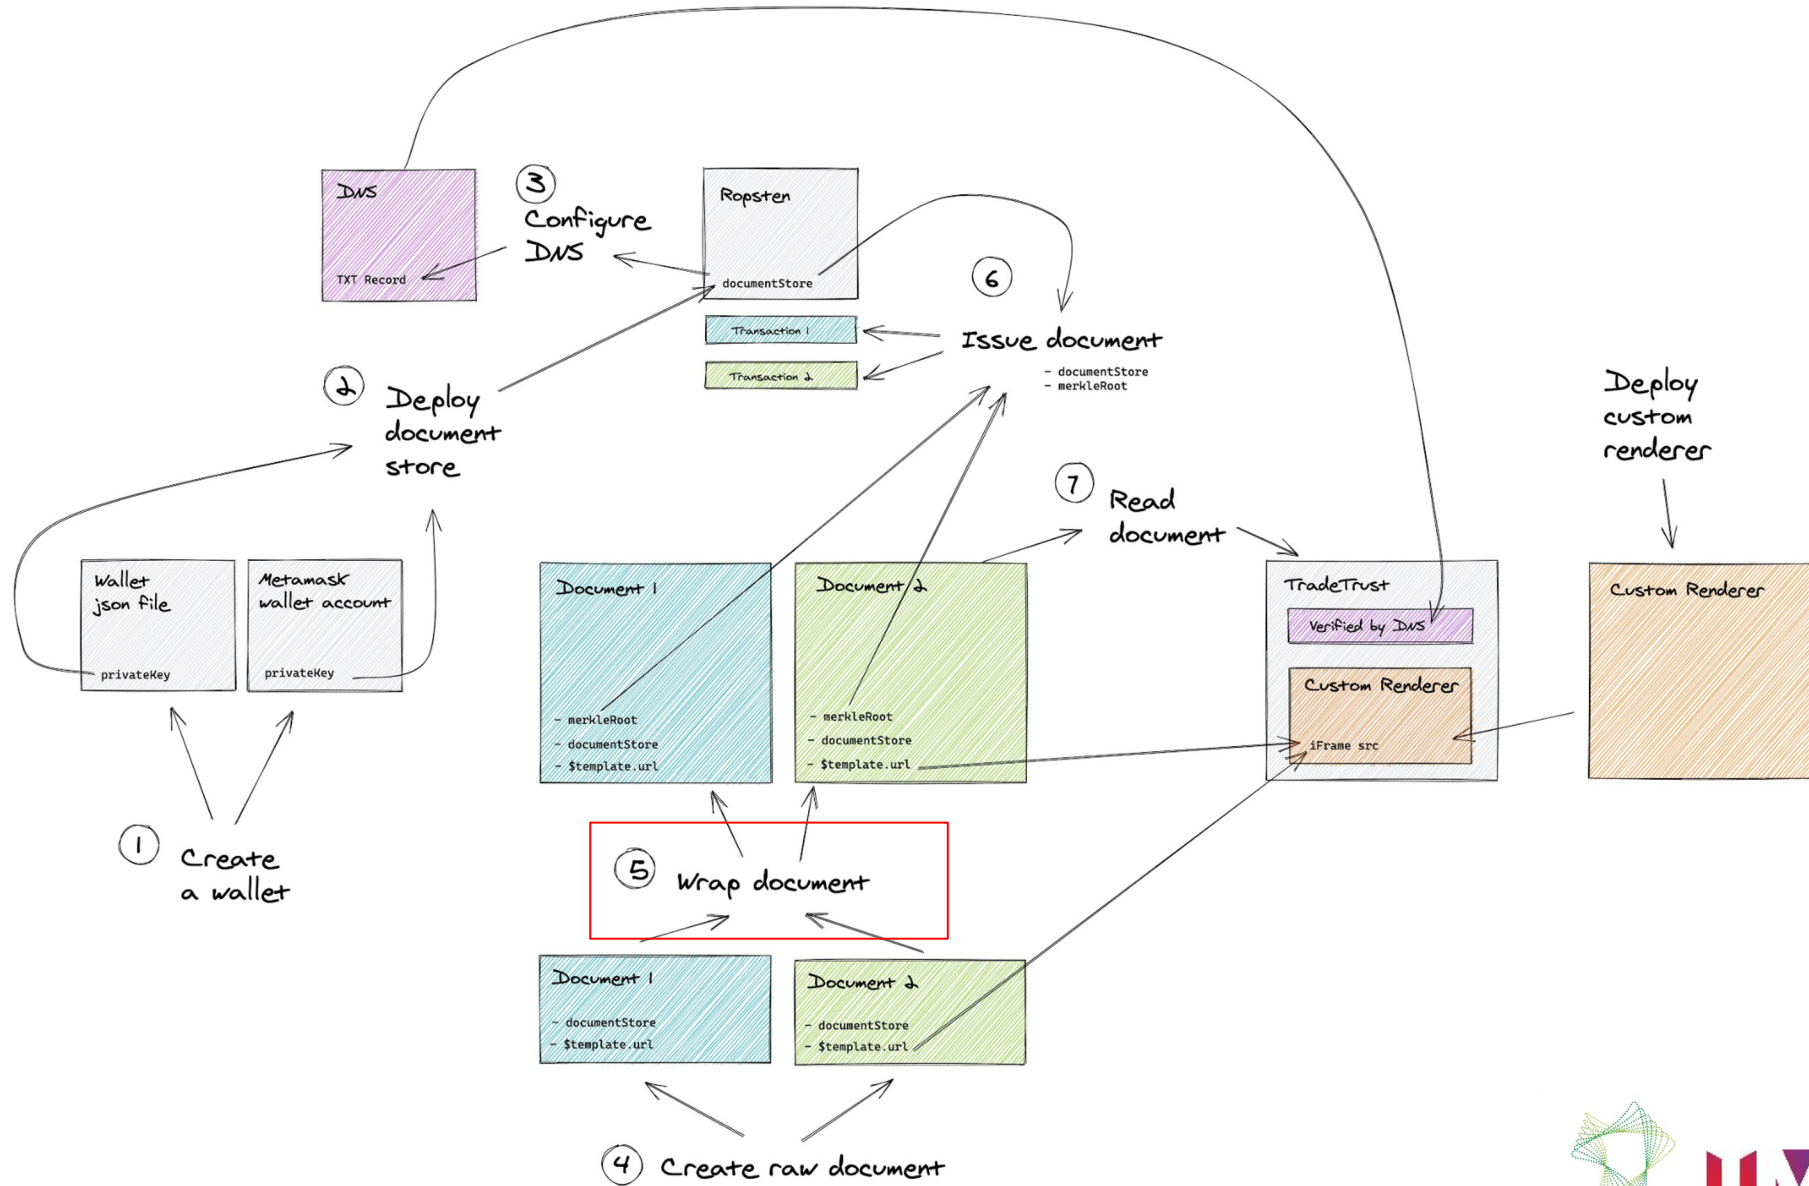 DNS
TXT Record
3
Configure
DNS
Ropsten
documentStore
Transaction 1
Transaction 2
6
Issue document
- documentStore
- merkleRoot
2
Deploy
document
store
Deploy
custom
renderer
7
Read
document
Wallet
json file
privateKey
Metamask
wallet account
privateKey
Document 1
- merkleRoot
- documentStore
- $template.url
Document 2
- merkleRoot
- documentStore
- $template.url
TradeTrust
Verified by DNS
Custom Renderer
iFrame src
Custom Renderer
1
Create
a wallet
5
Wrap document
Document 1
- documentStore
- $template.url
Document 2
- documentStore
- $template.url
4
Create raw document